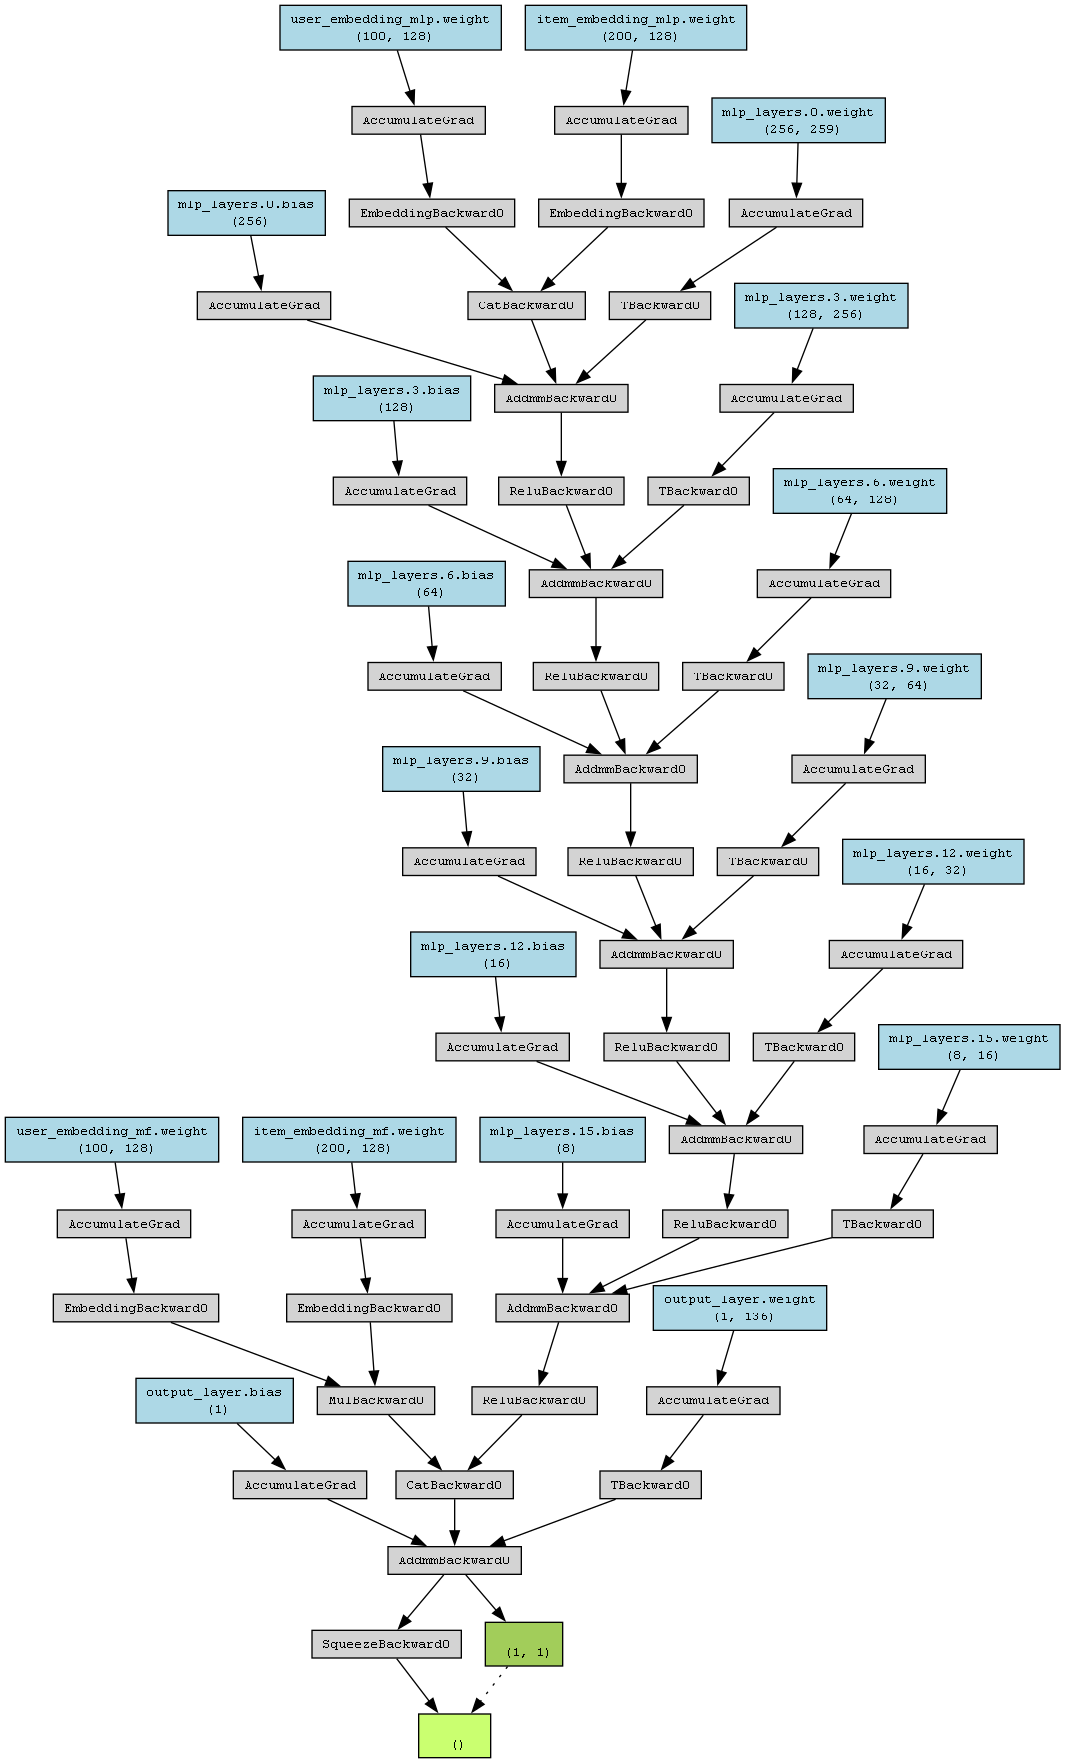 user_embedding_mlp.weight
(100, 128)
item_embedding_mlp.weight
(200, 128)
AccumulateGrad
AccumulateGrad
mlp_layers.0.weight
(256, 259)
mlp_layers.0.bias
(256)
EmbeddingBackward0
EmbeddingBackward0
AccumulateGrad
AccumulateGrad
CatBackward0
TBackward0
mlp_layers.3.weight
(128, 256)
mlp_layers.3.bias
(128)
AddmmBackward0
AccumulateGrad
AccumulateGrad
ReluBackward0
TBackward0
mlp_layers.6.weight
(64, 128)
mlp_layers.6.bias
(64)
AddmmBackward0
AccumulateGrad
AccumulateGrad
ReluBackward0
TBackward0
mlp_layers.9.weight
(32, 64)
mlp_layers.9.bias
(32)
AddmmBackward0
AccumulateGrad
AccumulateGrad
ReluBackward0
TBackward0
mlp_layers.12.weight
(16, 32)
mlp_layers.12.bias
(16)
AddmmBackward0
AccumulateGrad
AccumulateGrad
ReluBackward0
TBackward0
mlp_layers.15.weight
(8, 16)
user_embedding_mf.weight
(100, 128)
item_embedding_mf.weight
(200, 128)
mlp_layers.15.bias
(8)
AddmmBackward0
AccumulateGrad
AccumulateGrad
AccumulateGrad
AccumulateGrad
ReluBackward0
TBackward0
EmbeddingBackward0
EmbeddingBackward0
AddmmBackward0
output_layer.weight
(1, 136)
output_layer.bias
(1)
MulBackward0
ReluBackward0
AccumulateGrad
AccumulateGrad
CatBackward0
TBackward0
AddmmBackward0
SqueezeBackward0
(1, 1)
()